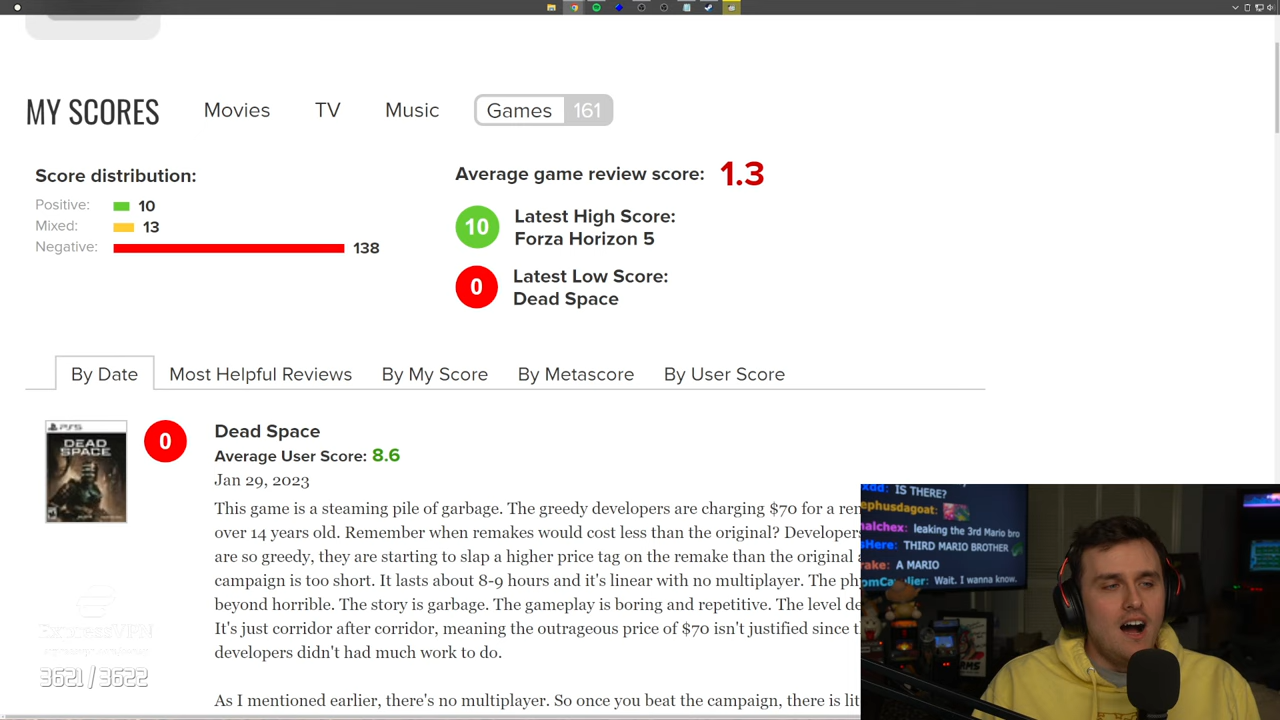 MY SCORES Movies TV Music Games 161
Score distribution:
Positive: 10
Mixed: 13
Negative: 138
Average game review score: 1.3
10 Latest High Score:
Forza Horizon 5
0 Latest Low Score:
Dead Space
By Date Most Helpful Reviews By My Score By Metascore By User Score
PS5
DEAD
SPACE
0
Dead Space
Average User Score: 8.6
Jan 29, 2023
This game is a steaming pile of garbage. The greedy developers are charging $70 for a
over 14 years old. Remember when remakes would cost less than the original? Developers
are so greedy, they are starting to slap a higher price tag on the remake than the original
campaign is too short. It lasts about 8-9 hours and it's linear with no multiplayer. The
beyond horrible. The story is garbage. The gameplay is boring and repetitive. The level
It's just corridor after corridor, meaning the outrageous price of $70 isn't justified since
developers didn't had much work to do.
As I mentioned earlier, there's no multiplayer. So once you beat the campaign, there is
IS THERE?
ephusdagoat:
nalchex: leaking the 3rd Mario bro
sHere: THIRD MARIO BROTHER
rake: A MARIO
Wait. I wanna know.
ExpressVPN
3621 / 3622